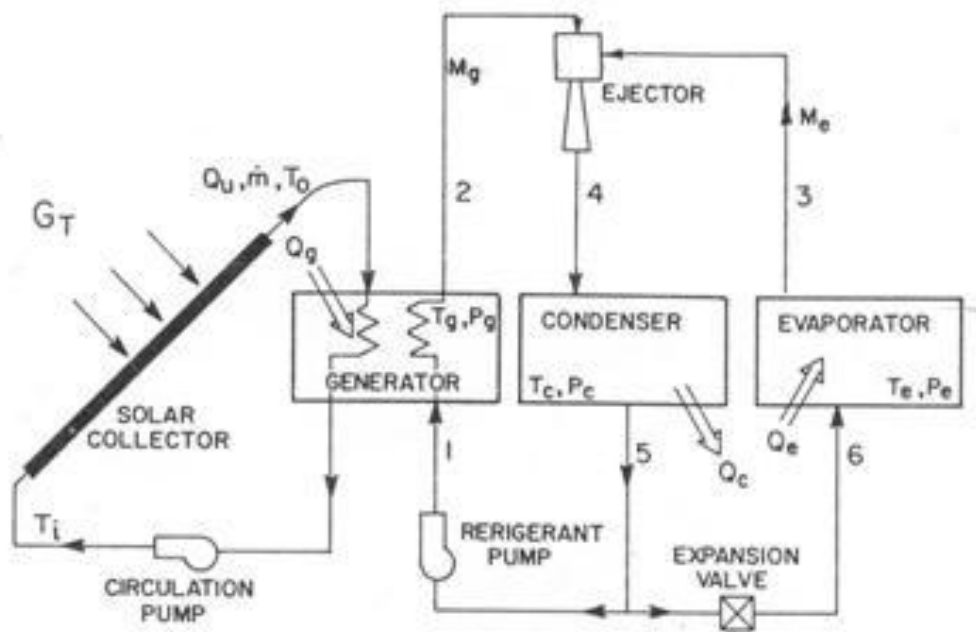 Mg
EJECTOR
Me
Qu, ṁ, To
2
4
3
GT
Qg
Tg, Pg
CONDENSER
EVAPORATOR
GENERATOR
Tc, Pc
Te, Pe
SOLAR
COLLECTOR
1
5
Qc
Qe
6
Ti
RERIGERANT
PUMP
EXPANSION
VALVE
CIRCULATION
PUMP